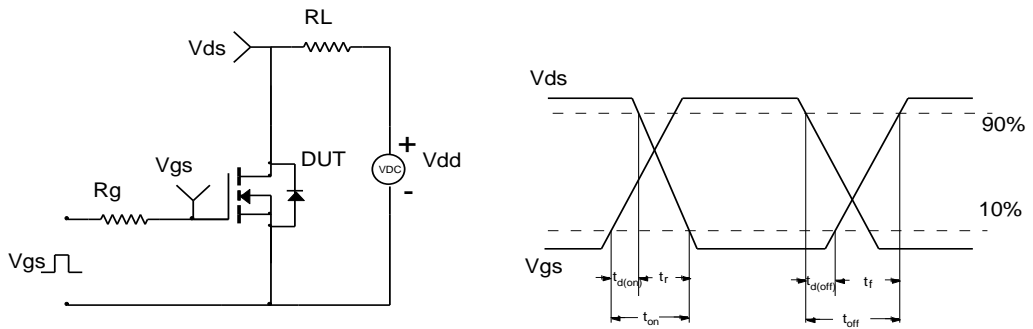 RL
Vds
DUT
Vgs
Rg
+
VDC
Vdd
-
Vgs
Vds
90%
10%
Vgs
td(on)
tr
td(off)
tf
ton
toff